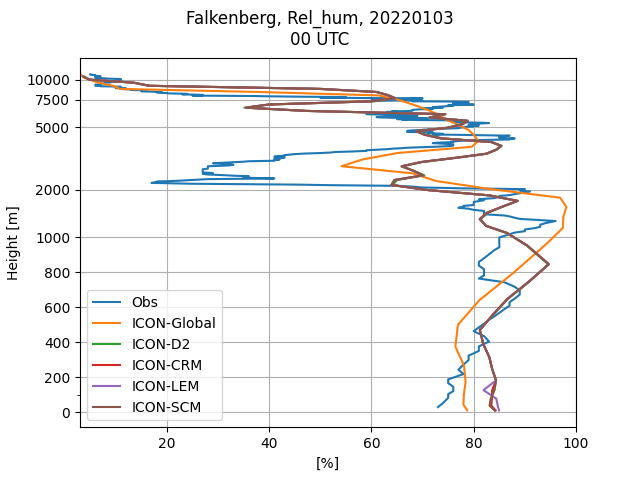 Falkenberg, Rel_hum, 20220103
00 UTC
Height [m]
10000
7500
5000
2000
1000
800
600
400
200
0
Obs
ICON-Global
ICON-D2
ICON-CRM
ICON-LEM
ICON-SCM
20
40
60
80
100
[%]